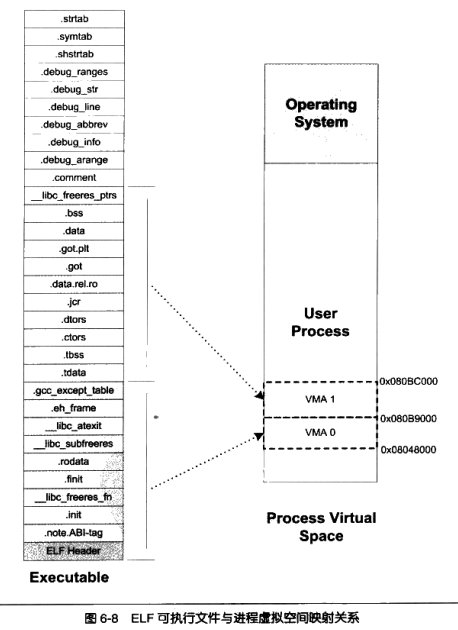 .strtab
.symtab
.shstrtab
.debug_ranges
.debug_str
.debug_line
.debug_abbrev
.debug_info
.debug_arange
.comment
__libc_freeres_ptrs
.bss
.data
.got.plt
.got
.data.rel.ro
.jcr
.dtors
.ctors
.tbss
.tdata
.gcc_except_table
.eh_frame
__libc_atexit
__libc_subfreeres
.rodata
.finit
__libc_freeres_fn
.init
.note.ABI-tag
ELF Header
Executable
Operating
System
User
Process
0x080BC000
VMA 1
0x080B9000
VMA 0
0x08048000
Process Virtual
Space
图 6-8 ELF 可执行文件与进程虚拟空间映射关系